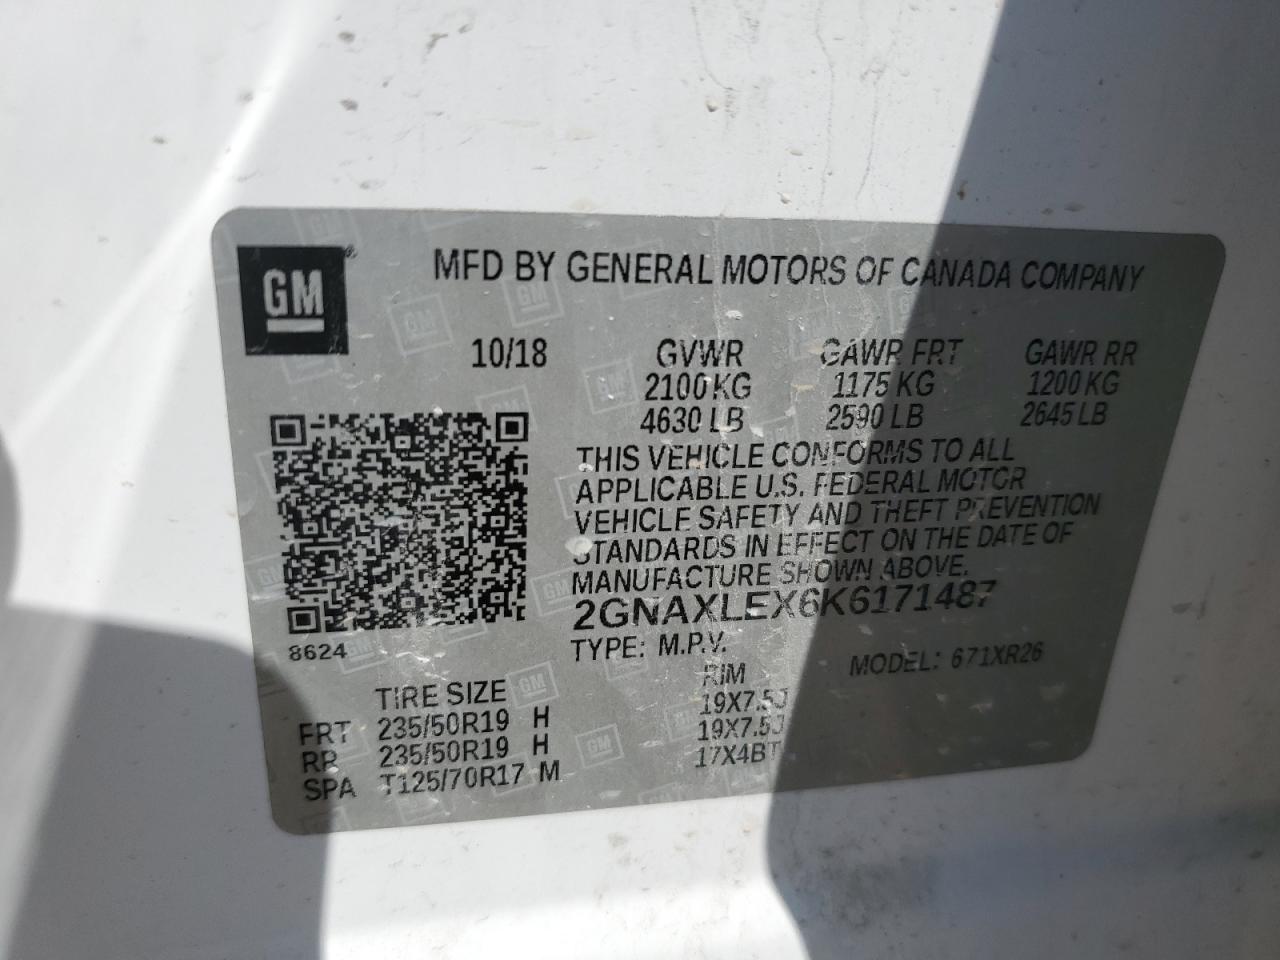 GM
MFD BY GENERAL MOTORS OF CANADA COMPANY
10/18 GVWR GAWR FRT GAWR RR
2100 KG 1175 KG 1200 KG
4630 LB 2590 LB 2645 LB
THIS VEHICLE CONFORMS TO ALL
APPLICABLE U.S. FEDERAL MOTOR
VEHICLE SAFETY AND THEFT PREVENTION
STANDARDS IN EFFECT ON THE DATE OF
MANUFACTURE SHOWN ABOVE.
2GNAXLEX6K6171487
8624
TYPE: M.P.V. MODEL: 671XR26
TIRE SIZE RIM
FRT 235/50R19 H 19X7.5J
RR 235/50R19 H 19X7.5J
SPA T125/70R17 M 17X4BT